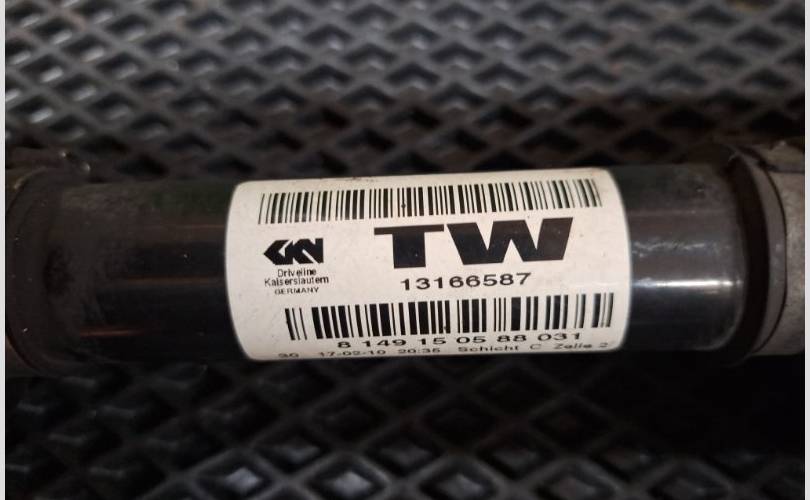 TW
GKN
Driveline
Kaiserslautern
GERMANY
13166587
8 149 15 05 88 031
30 17-02-10 20:35 Schicht C Zelle 2